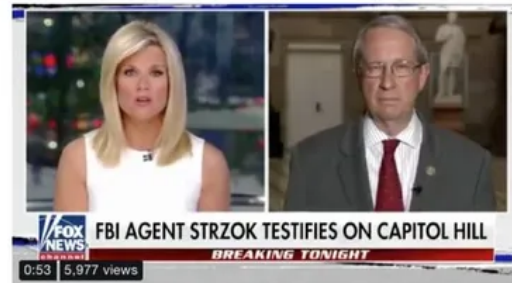 FOX
NEWS
channel
FBI AGENT STRZOK TESTIFIES ON CAPITOL HILL
BREAKING TONIGHT
0:53 5,977 views